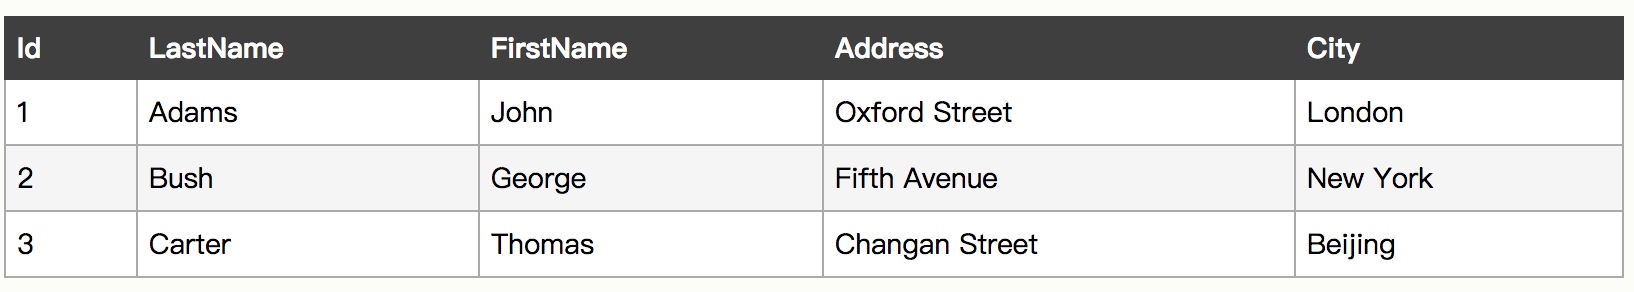 Id LastName FirstName Address City
1 Adams John Oxford Street London
2 Bush George Fifth Avenue New York
3 Carter Thomas Changan Street Beijing